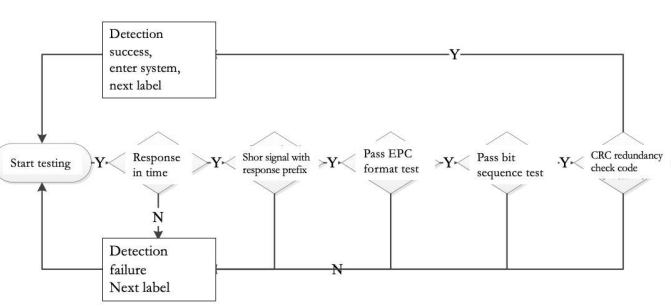 Detection
success,
enter system,
next label
Y
Start testing
Y
Response
in time
Y
Shor signal with
response prefix
Y
Pass EPC
format test
Y
Pass bit
sequence test
Y
CRC redundancy
check code
N
Detection
failure
Next label
N